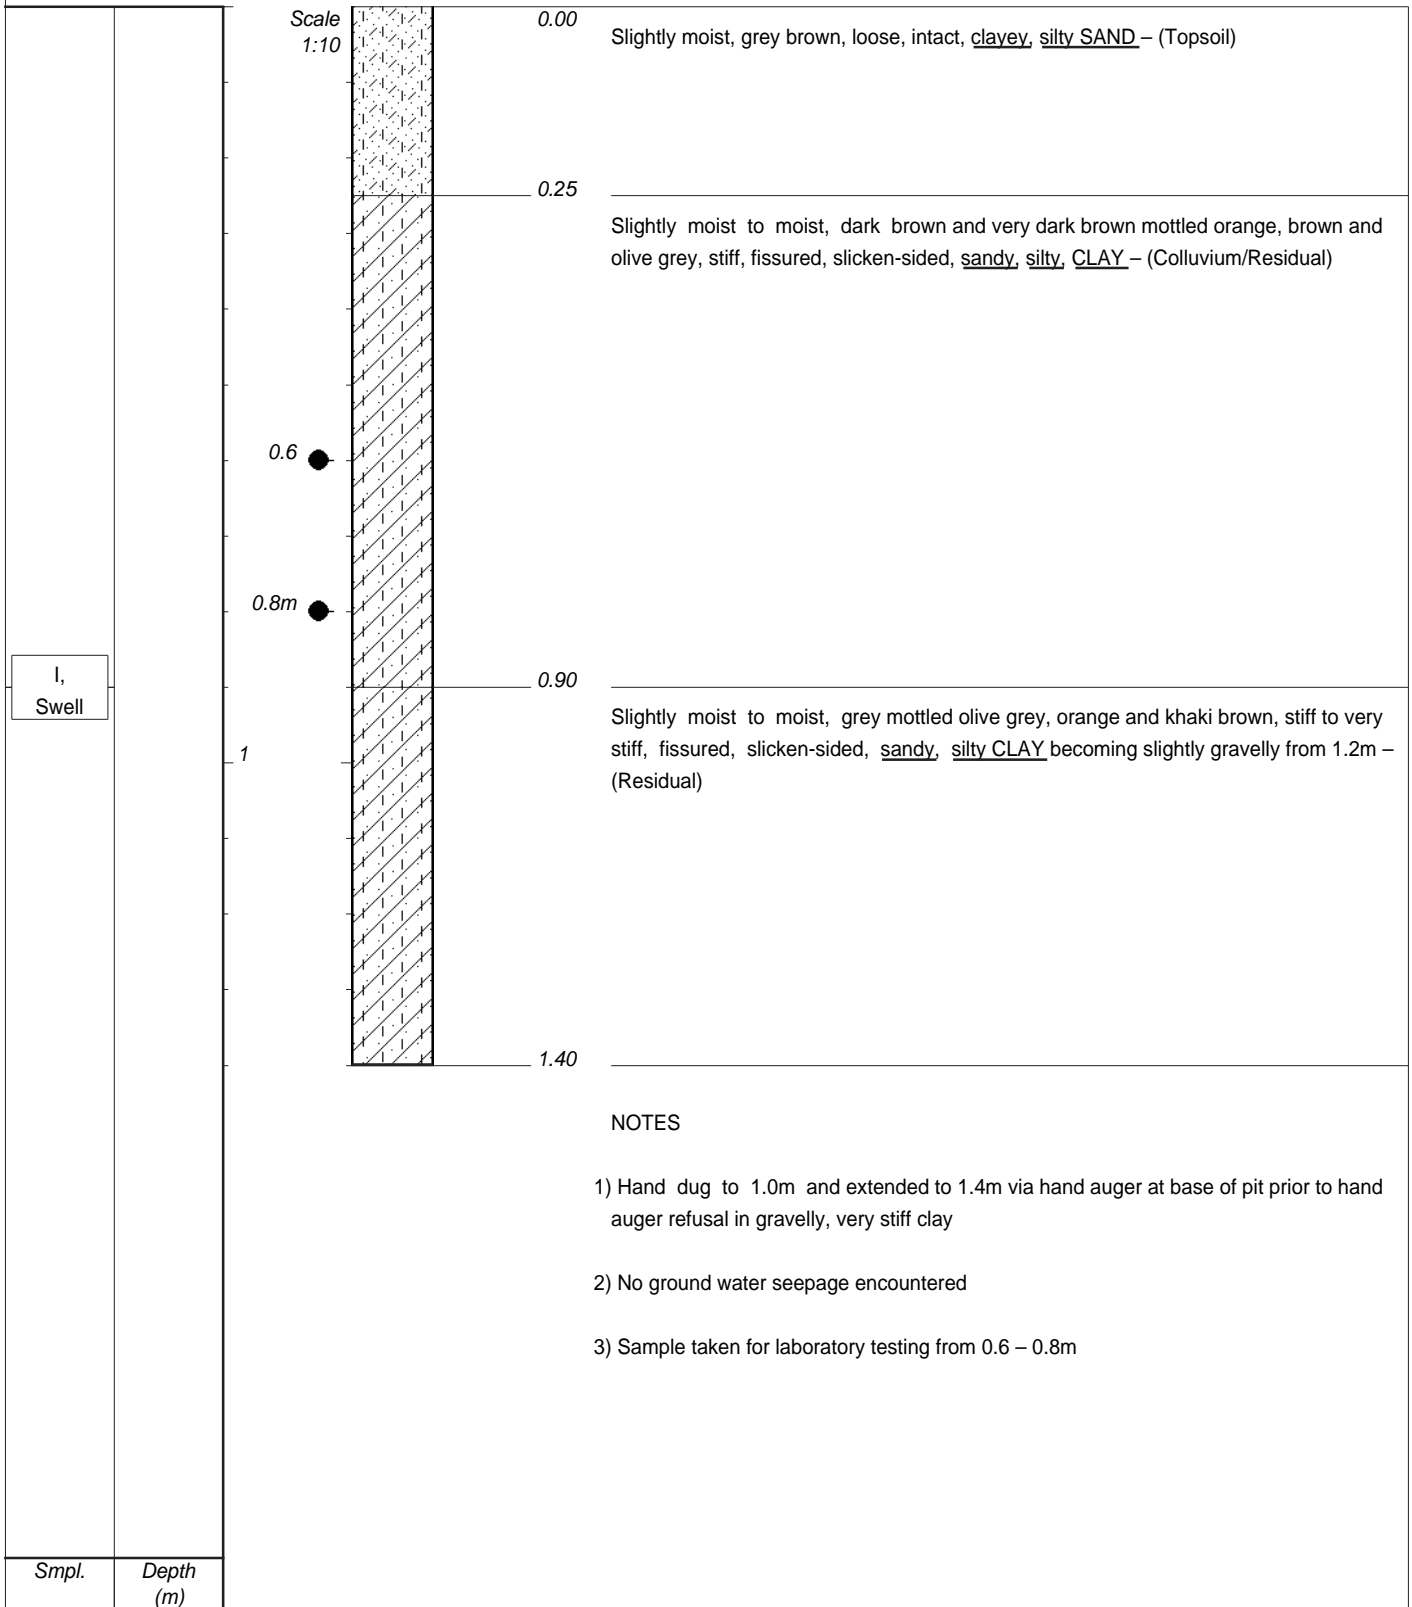 Scale
1:10
0.00
Slightly moist, grey brown, loose, intact, clayey, silty SAND – (Topsoil)
0.25
Slightly moist to moist, dark brown and very dark brown mottled orange, brown and
olive grey, stiff, fissured, slicken-sided, sandy, silty, CLAY – (Colluvium/Residual)
0.6
0.8m
I,
Swell
0.90
Slightly moist to moist, grey mottled olive grey, orange and khaki brown, stiff to very
stiff, fissured, slicken-sided, sandy, silty CLAY becoming slightly gravelly from 1.2m –
(Residual)
1
1.40
NOTES
1) Hand dug to 1.0m and extended to 1.4m via hand auger at base of pit prior to hand
auger refusal in gravelly, very stiff clay
2) No ground water seepage encountered
3) Sample taken for laboratory testing from 0.6 – 0.8m
Smpl.
Depth
(m)